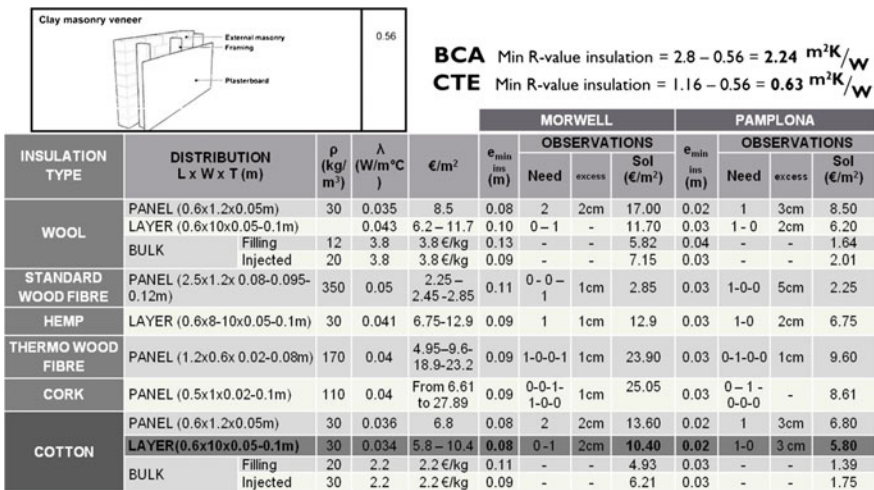 Clay masonry veneer
External masonry
Framing
Plasterboard
0.56
BCA Min R-value insulation = 2.8 – 0.56 = 2.24 m²K/W
CTE Min R-value insulation = 1.16 – 0.56 = 0.63 m²K/W
MORWELL PAMPLONA
INSULATION TYPE DISTRIBUTION L x W x T (m) ρ (kg/m³) λ (W/m°C) €/m² e min ins (m) OBSERVATIONS e min ins (m) OBSERVATIONS
Need excess Sol (€/m²) Need excess Sol (€/m²)
WOOL
PANEL (0.6x1.2x0.05m) 30 0.035 8.5 0.08 2 2cm 17.00 0.02 1 3cm 8.50
LAYER (0.6x10x0.05-0.1m) 0.043 6.2 – 11.7 0.10 0 – 1 - 11.70 0.03 1 - 0 2cm 6.20
BULK Filling 12 3.8 3.8 €/kg 0.13 - - 5.82 0.04 - - 1.64
Injected 20 3.8 3.8 €/kg 0.09 - - 7.15 0.03 - - 2.01
STANDARD WOOD FIBRE PANEL (2.5x1.2x 0.08-0.095-0.12m) 350 0.05 2.25 – 2.45 -2.85 0.11 0 - 0 – 1 1cm 2.85 0.03 1-0-0 5cm 2.25
HEMP LAYER (0.6x8-10x0.05-0.1m) 30 0.041 6.75-12.9 0.09 1 1cm 12.9 0.03 1-0 2cm 6.75
THERMO WOOD FIBRE PANEL (1.2x0.6x 0.02-0.08m) 170 0.04 4.95–9.6-18.9-23.2 0.09 1-0-0-1 1cm 23.90 0.03 0-1-0-0 1cm 9.60
CORK PANEL (0.5x1x0.02-0.1m) 110 0.04 From 6.61 to 27.89 0.09 0-0-1-1-0-0 1cm 25.05 0.03 0 – 1 - 0-0-0 - 8.61
COTTON
PANEL (0.6x1.2x0.05m) 30 0.036 6.8 0.08 2 2cm 13.60 0.02 1 3cm 6.80
LAYER(0.6x10x0.05-0.1m) 30 0.034 5.8 – 10.4 0.08 0 -1 2cm 10.40 0.02 1-0 3 cm 5.80
BULK Filling 20 2.2 2.2 €/kg 0.11 - - 4.93 0.03 - - 1.39
Injected 30 2.2 2.2 €/kg 0.09 - - 6.21 0.03 - - 1.75